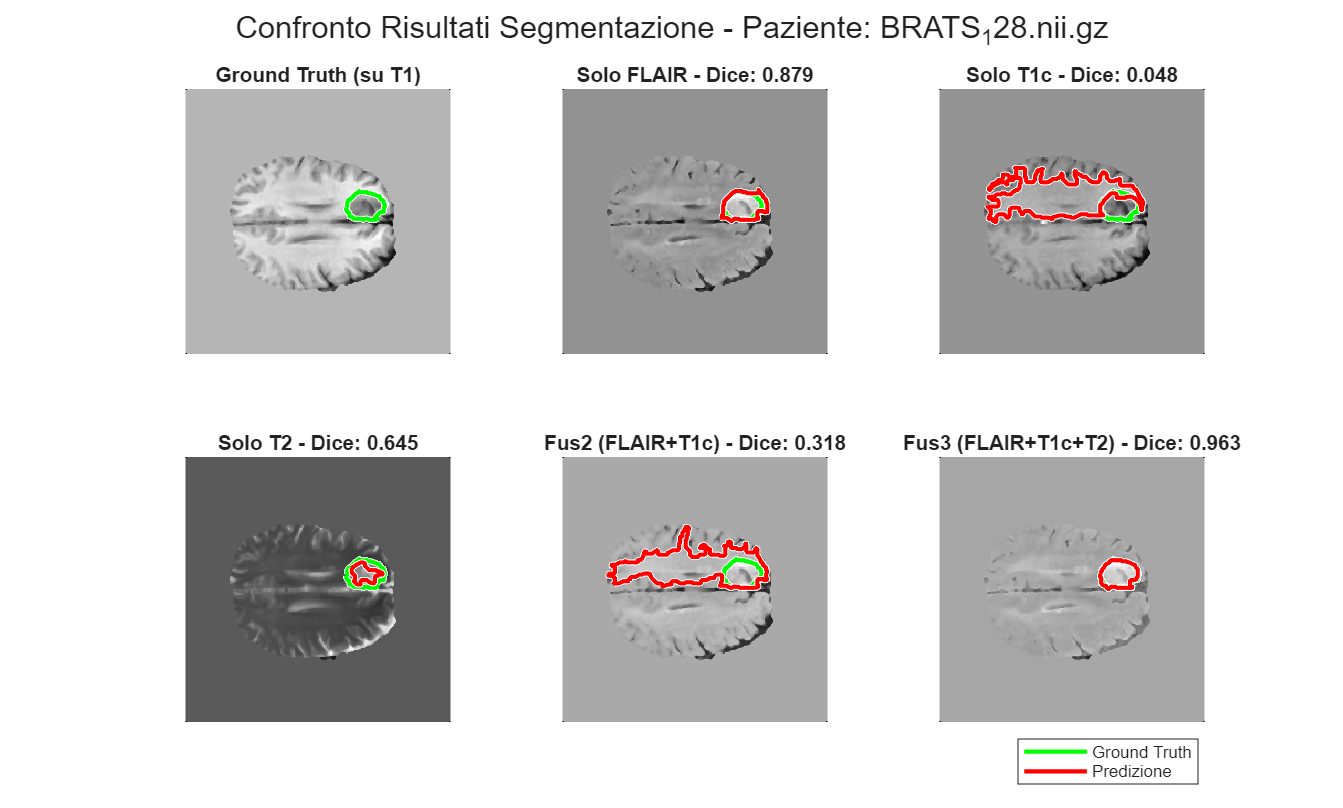 Confronto Risultati Segmentazione - Paziente: BRATS₁28.nii.gz
Ground Truth (su T1)
Solo FLAIR - Dice: 0.879
Solo T1c - Dice: 0.048
Solo T2 - Dice: 0.645
Fus2 (FLAIR+T1c) - Dice: 0.318
Fus3 (FLAIR+T1c+T2) - Dice: 0.963
Ground Truth
Predizione